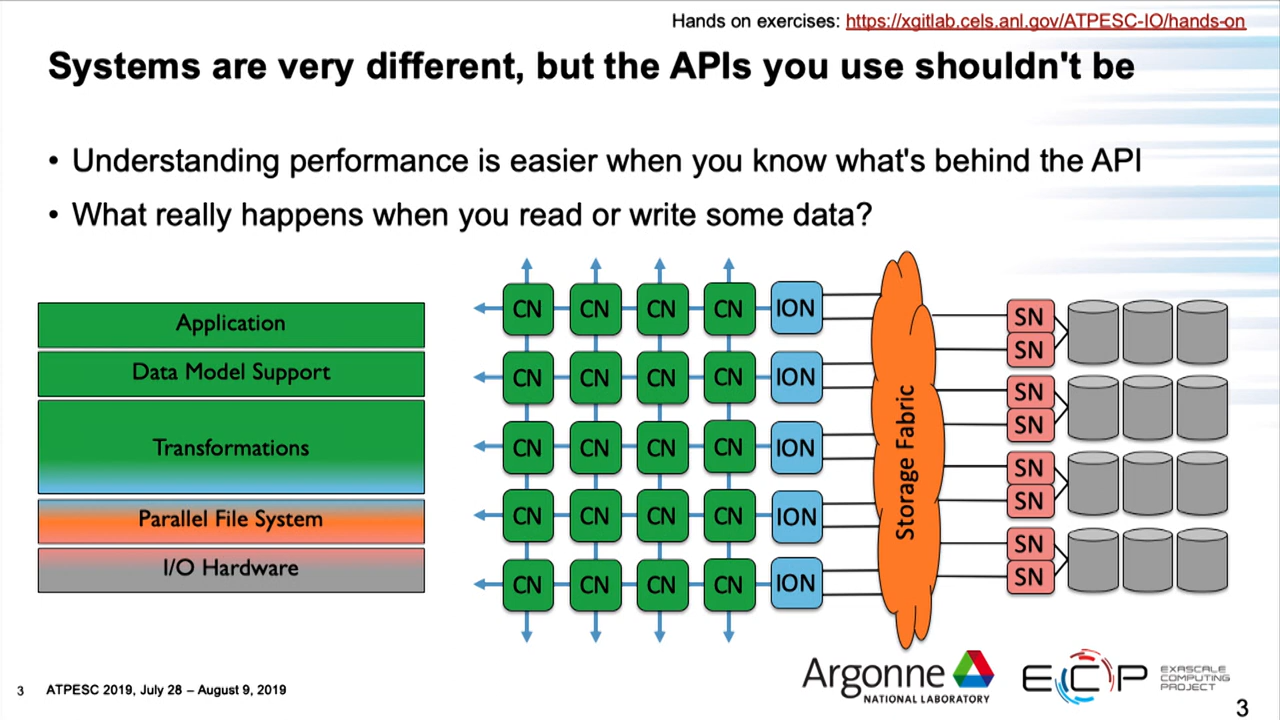 Hands on exercises: https://xgitlab.cels.anl.gov/ATPESC-IO/hands-on
Systems are very different, but the APIs you use shouldn't be
• Understanding performance is easier when you know what's behind the API
• What really happens when you read or write some data?
Application
Data Model Support
Transformations
Parallel File System
I/O Hardware
CN CN CN CN ION
CN CN CN CN ION
CN CN CN CN ION
CN CN CN CN ION
CN CN CN CN ION
Storage Fabric
SN
SN
SN
SN
SN
SN
SN
SN
3 ATPESC 2019, July 28 – August 9, 2019
Argonne
NATIONAL LABORATORY
ECP
EXASCALE
COMPUTING
PROJECT
3